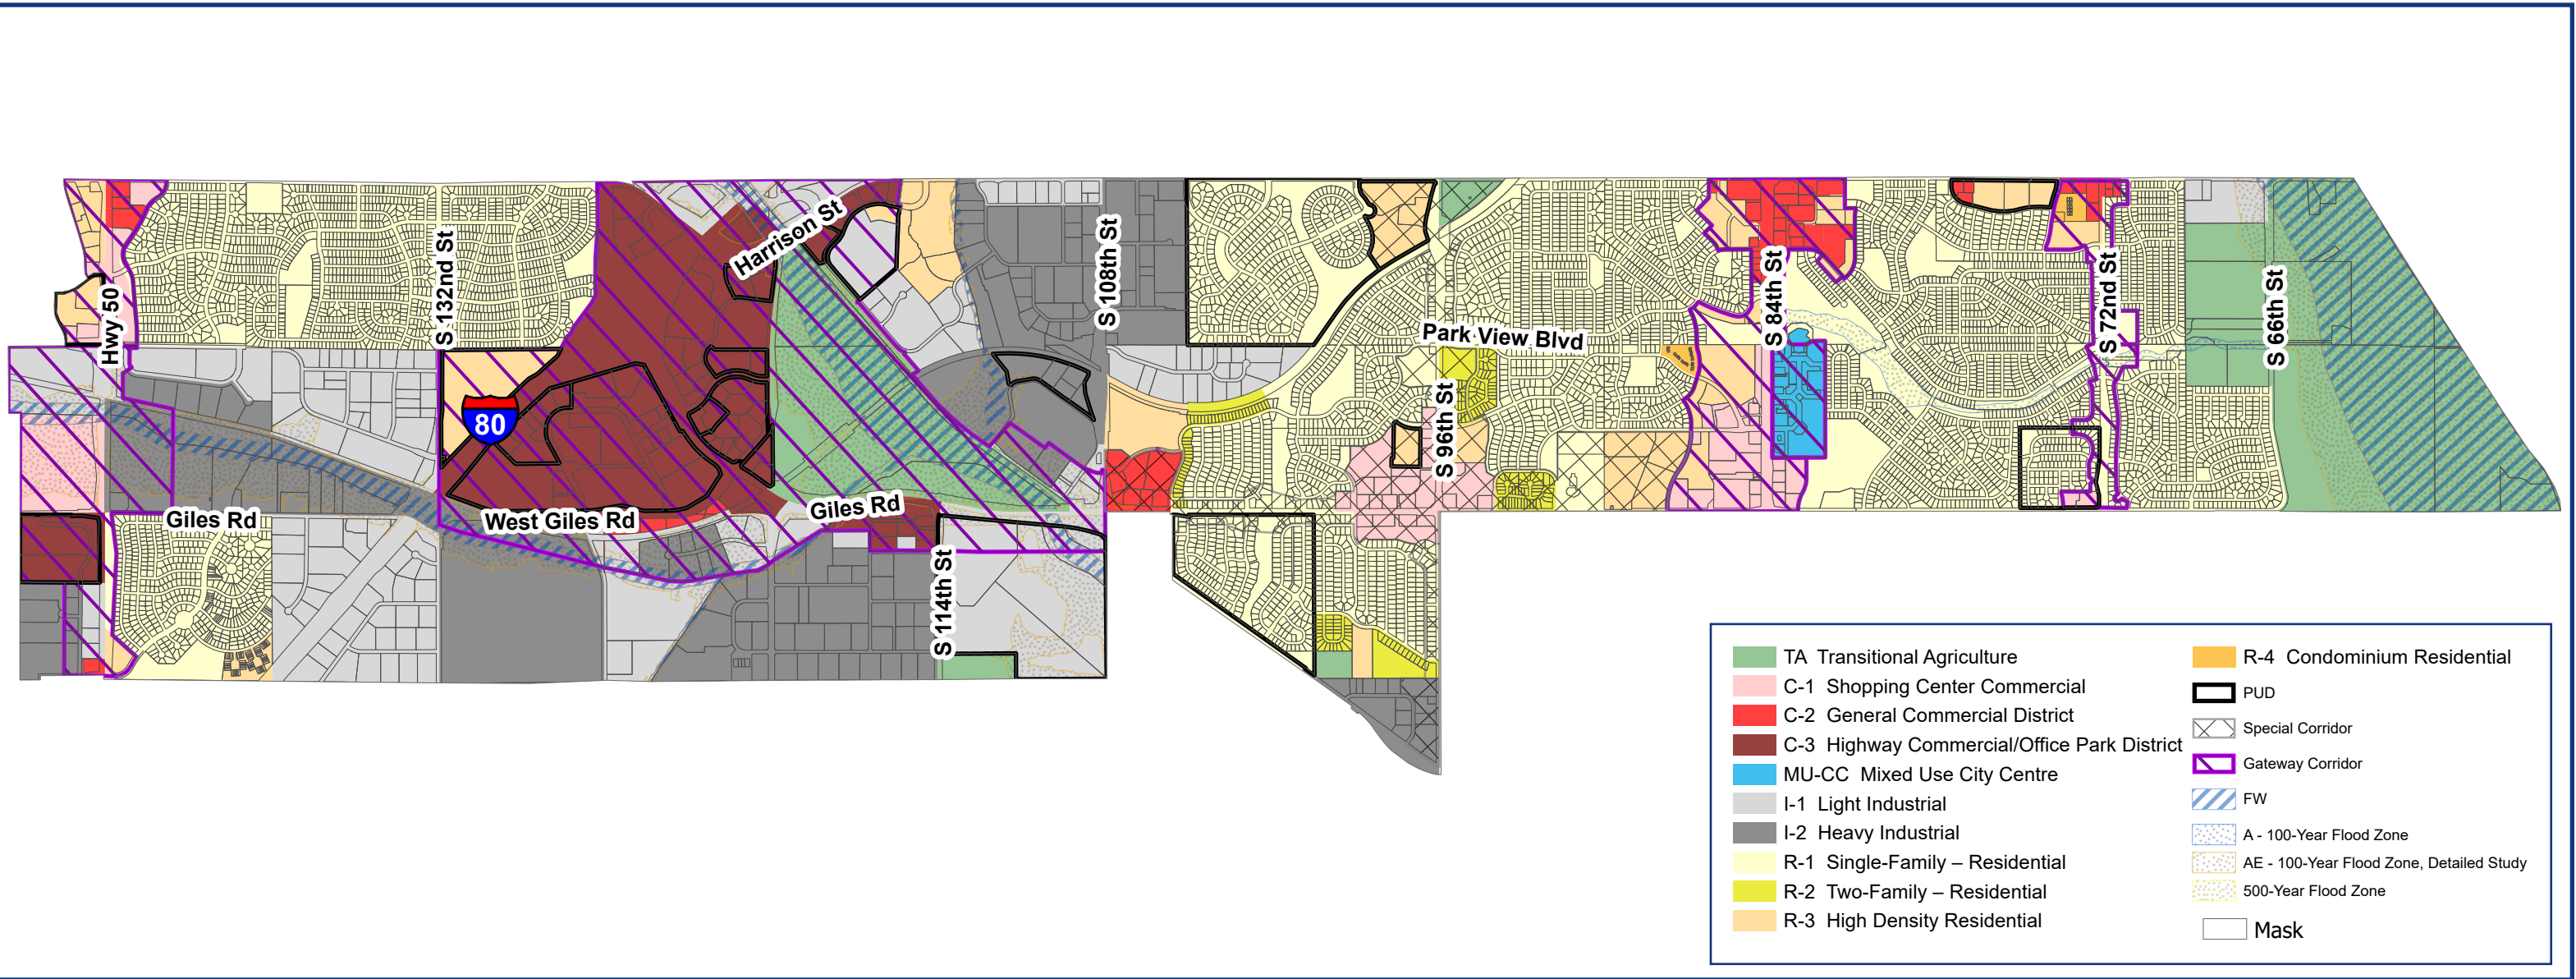 Harrison St
S 132nd St
S 108th St
Hwy 50
S 84th St
S 72nd St
S 66th St
Park View Blvd
80
S 96th St
Giles Rd
West Giles Rd
Giles Rd
S 114th St
TA Transitional Agriculture
C-1 Shopping Center Commercial
C-2 General Commercial District
C-3 Highway Commercial/Office Park District
MU-CC Mixed Use City Centre
I-1 Light Industrial
I-2 Heavy Industrial
R-1 Single-Family – Residential
R-2 Two-Family – Residential
R-3 High Density Residential
R-4 Condominium Residential
PUD
Special Corridor
Gateway Corridor
FW
A - 100-Year Flood Zone
AE - 100-Year Flood Zone, Detailed Study
500-Year Flood Zone
Mask